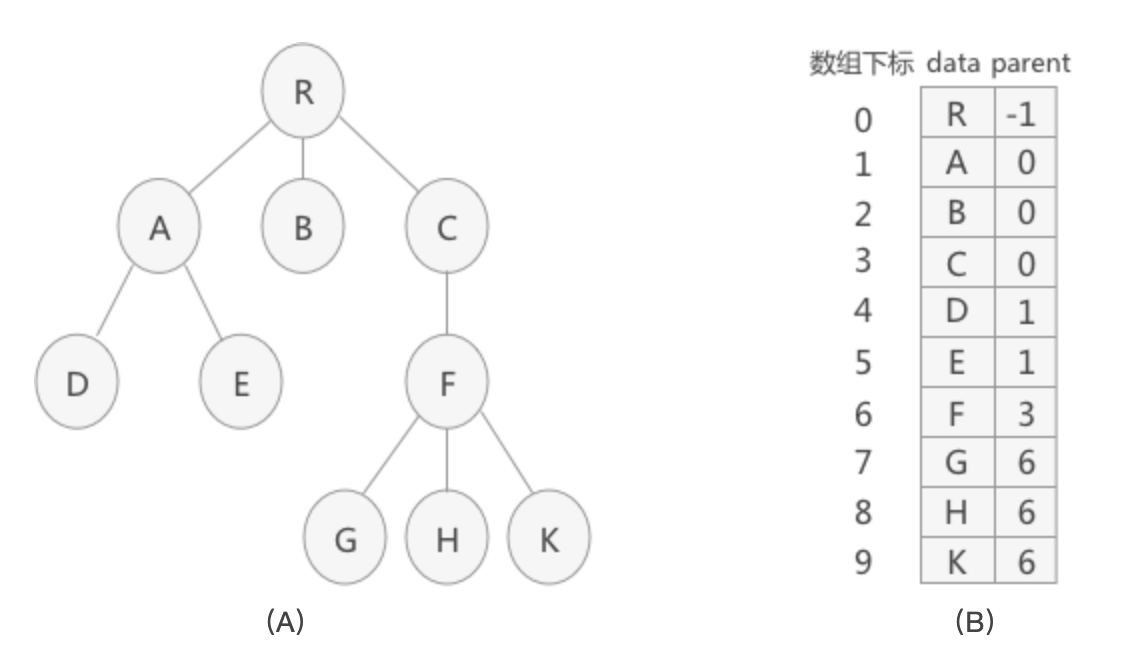 R
A B C
D E F
G H K
(A)
数组下标 data parent
0 R -1
1 A 0
2 B 0
3 C 0
4 D 1
5 E 1
6 F 3
7 G 6
8 H 6
9 K 6
(B)